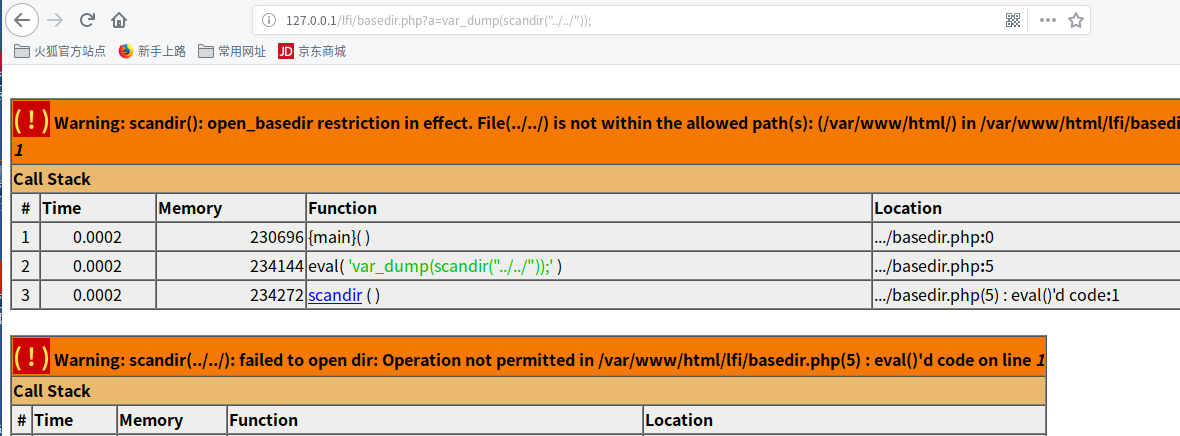 127.0.0.1/lfi/basedir.php?a=var_dump(scandir("../../"));
火狐官方站点 新手上路 常用网址 JD 京东商城
( ! ) Warning: scandir(): open_basedir restriction in effect. File(../../) is not within the allowed path(s): (/var/www/html/) in /var/www/html/lfi/basedi
1
Call Stack
# Time Memory Function Location
1 0.0002 230696 {main}( ) .../basedir.php:0
2 0.0002 234144 eval( 'var_dump(scandir("../../"));' ) .../basedir.php:5
3 0.0002 234272 scandir ( ) .../basedir.php(5) : eval()'d code:1
( ! ) Warning: scandir(../../): failed to open dir: Operation not permitted in /var/www/html/lfi/basedir.php(5) : eval()'d code on line 1
Call Stack
# Time Memory Function Location